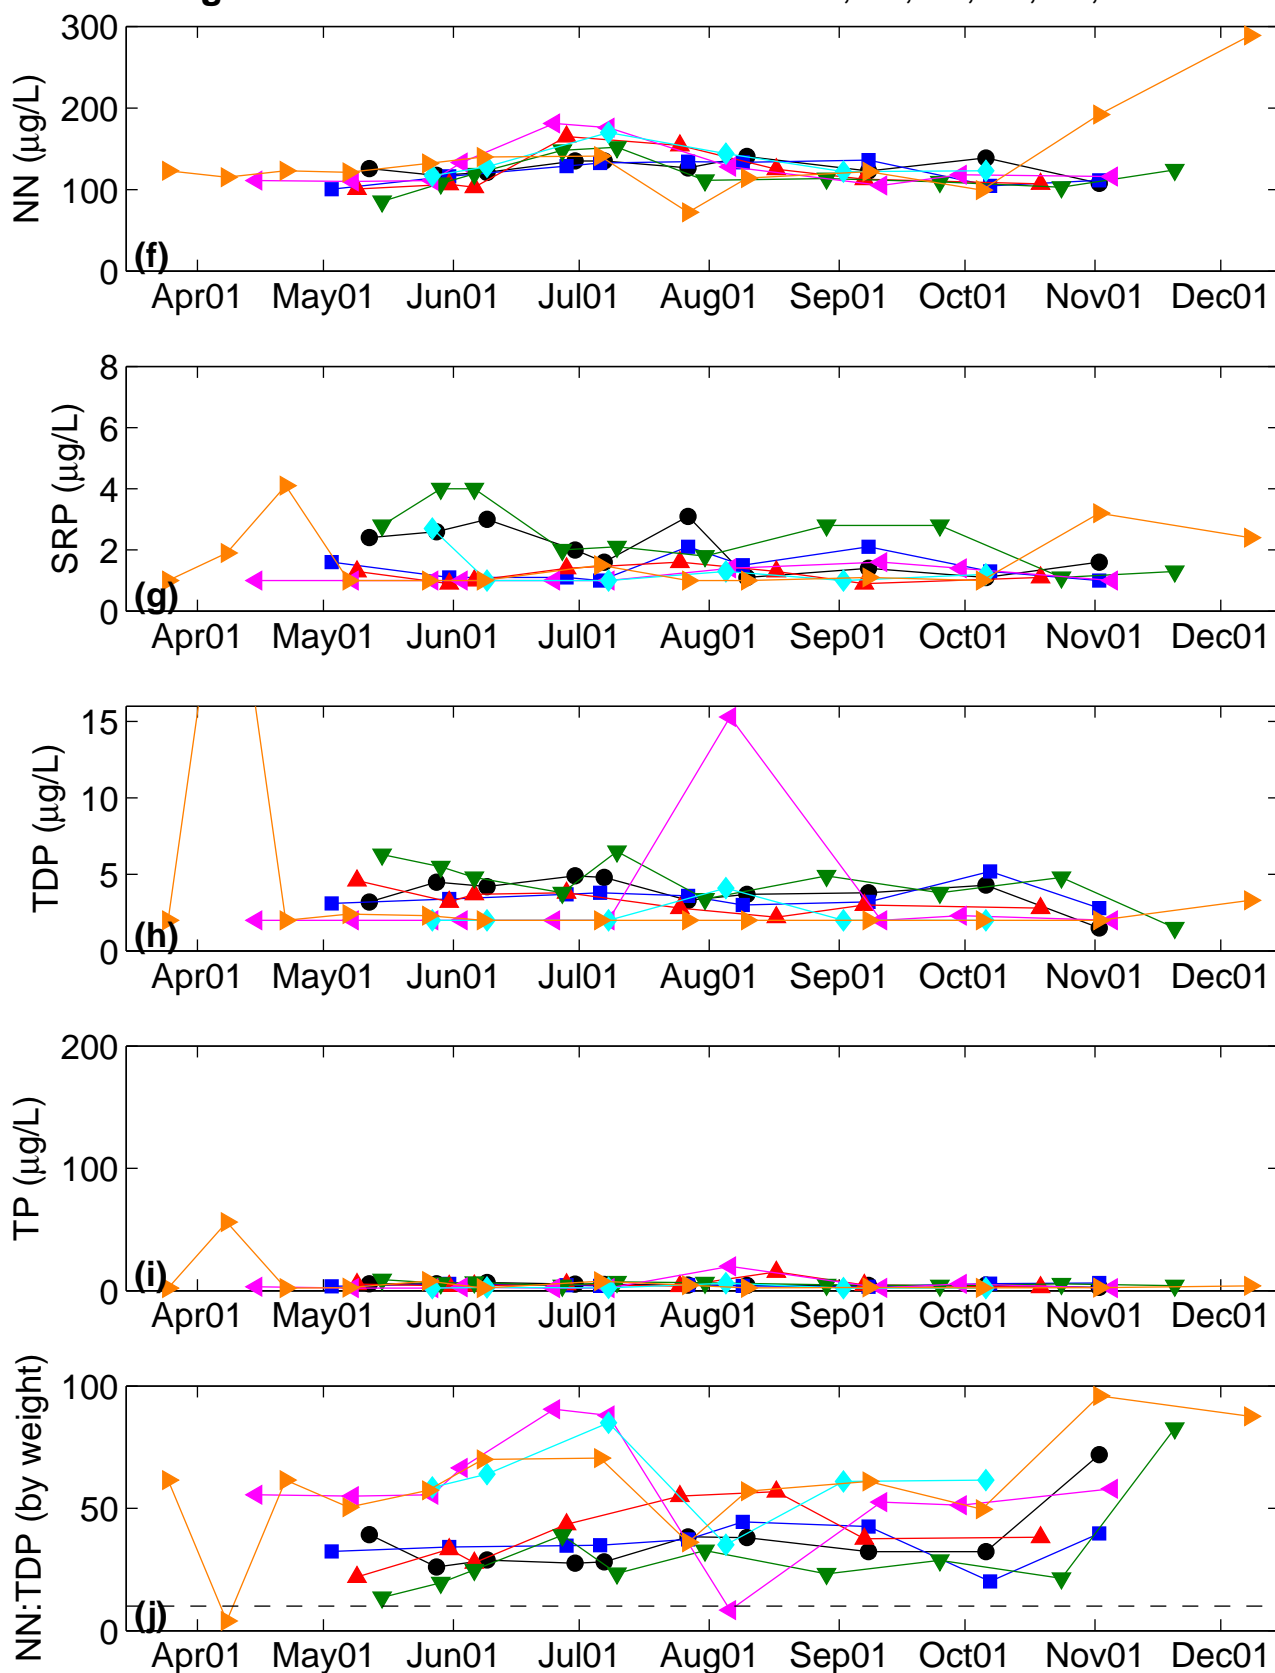 300
200
100
0
NN (μg/L)
(f)
Apr01 May01 Jun01 Jul01 Aug01 Sep01 Oct01 Nov01 Dec01
8
6
4
2
0
SRP (μg/L)
(g)
Apr01 May01 Jun01 Jul01 Aug01 Sep01 Oct01 Nov01 Dec01
15
10
5
0
TDP (μg/L)
(h)
Apr01 May01 Jun01 Jul01 Aug01 Sep01 Oct01 Nov01 Dec01
200
100
0
TP (μg/L)
(i)
Apr01 May01 Jun01 Jul01 Aug01 Sep01 Oct01 Nov01 Dec01
100
50
0
NN:TDP (by weight)
(j)
Apr01 May01 Jun01 Jul01 Aug01 Sep01 Oct01 Nov01 Dec01